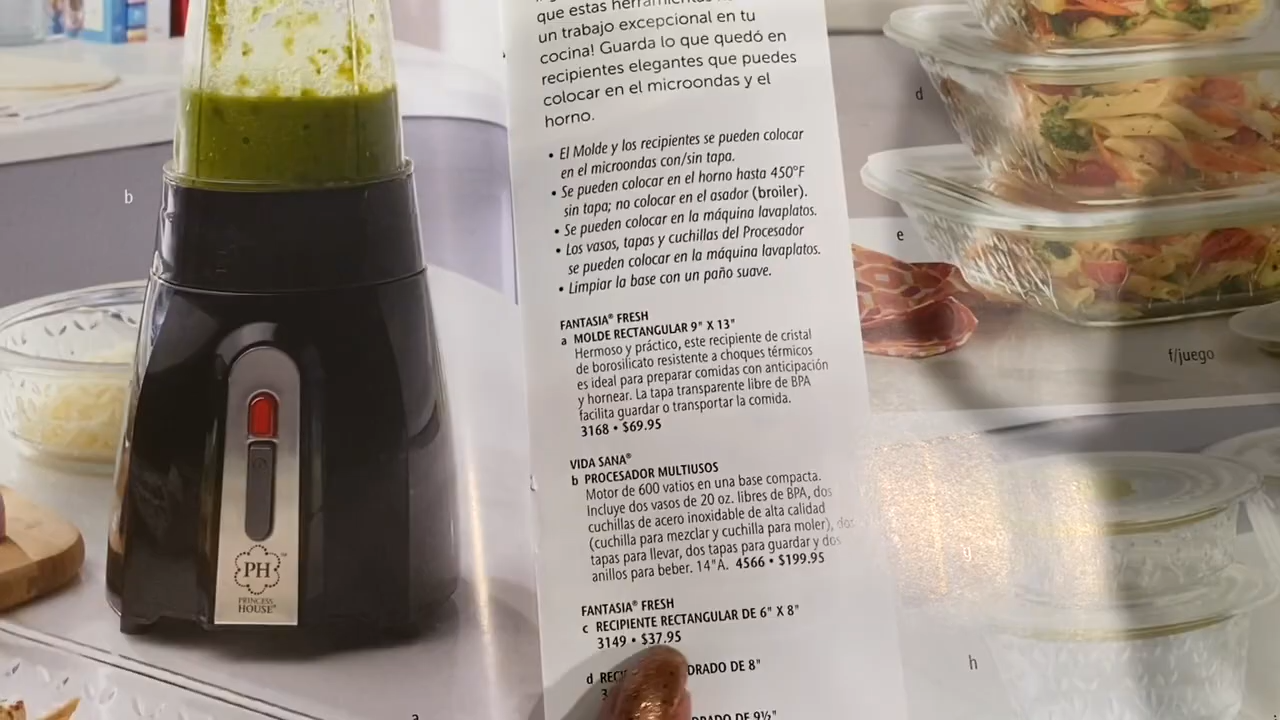 que estas herramientas
un trabajo excepcional en tu
cocina! Guarda lo que quedó en
recipientes elegantes que puedes
colocar en el microondas y el
horno.
• El Molde y los recipientes se pueden colocar
en el microondas con/sin tapa.
• Se pueden colocar en el horno hasta 450°F
sin tapa; no colocar en el asador (broiler).
• Se pueden colocar en la máquina lavaplatos.
• Los vasos, tapas y cuchillas del Procesador
se pueden colocar en la máquina lavaplatos.
• Limpiar la base con un paño suave.
FANTASIA® FRESH
a MOLDE RECTANGULAR 9" X 13"
Hermoso y práctico, este recipiente de cristal
de borosilicato resistente a choques térmicos
es ideal para preparar comidas con anticipación
y hornear. La tapa transparente libre de BPA
facilita guardar o transportar la comida.
3168 • $69.95
VIDA SANA®
b PROCESADOR MULTIUSOS
Motor de 600 vatios en una base compacta.
Incluye dos vasos de 20 oz. libres de BPA, dos
cuchillas de acero inoxidable de alta calidad
(cuchilla para mezclar y cuchilla para moler), dos
tapas para llevar, dos tapas para guardar y dos
anillos para beber. 14"A. 4566 • $199.95
FANTASIA® FRESH
c RECIPIENTE RECTANGULAR DE 6" X 8"
3149 • $37.95
d DE 8"
DE 9½"
b
PH™
PRINCESS
HOUSE®
a
d
e
f/juego
h